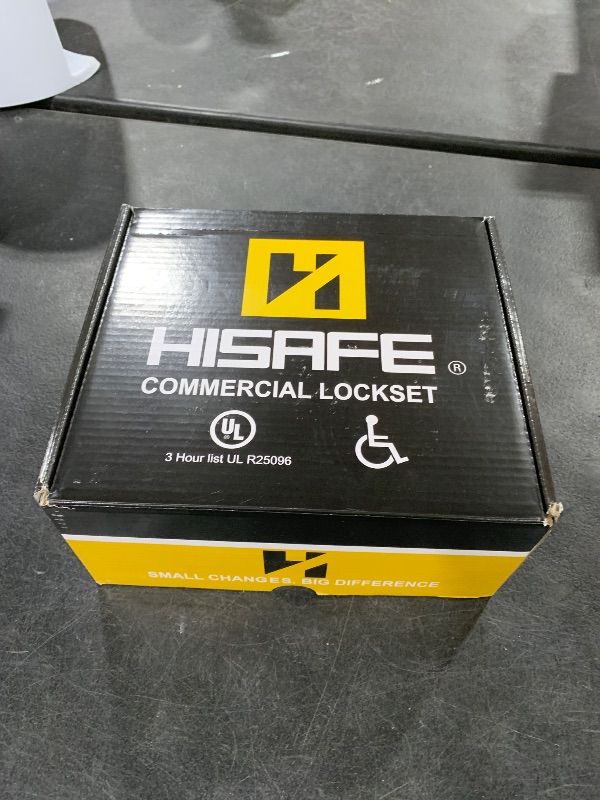 HISAFE ®
COMMERCIAL LOCKSET
UL
3 Hour list UL R25096
SMALL CHANGES. BIG DIFFERENCE